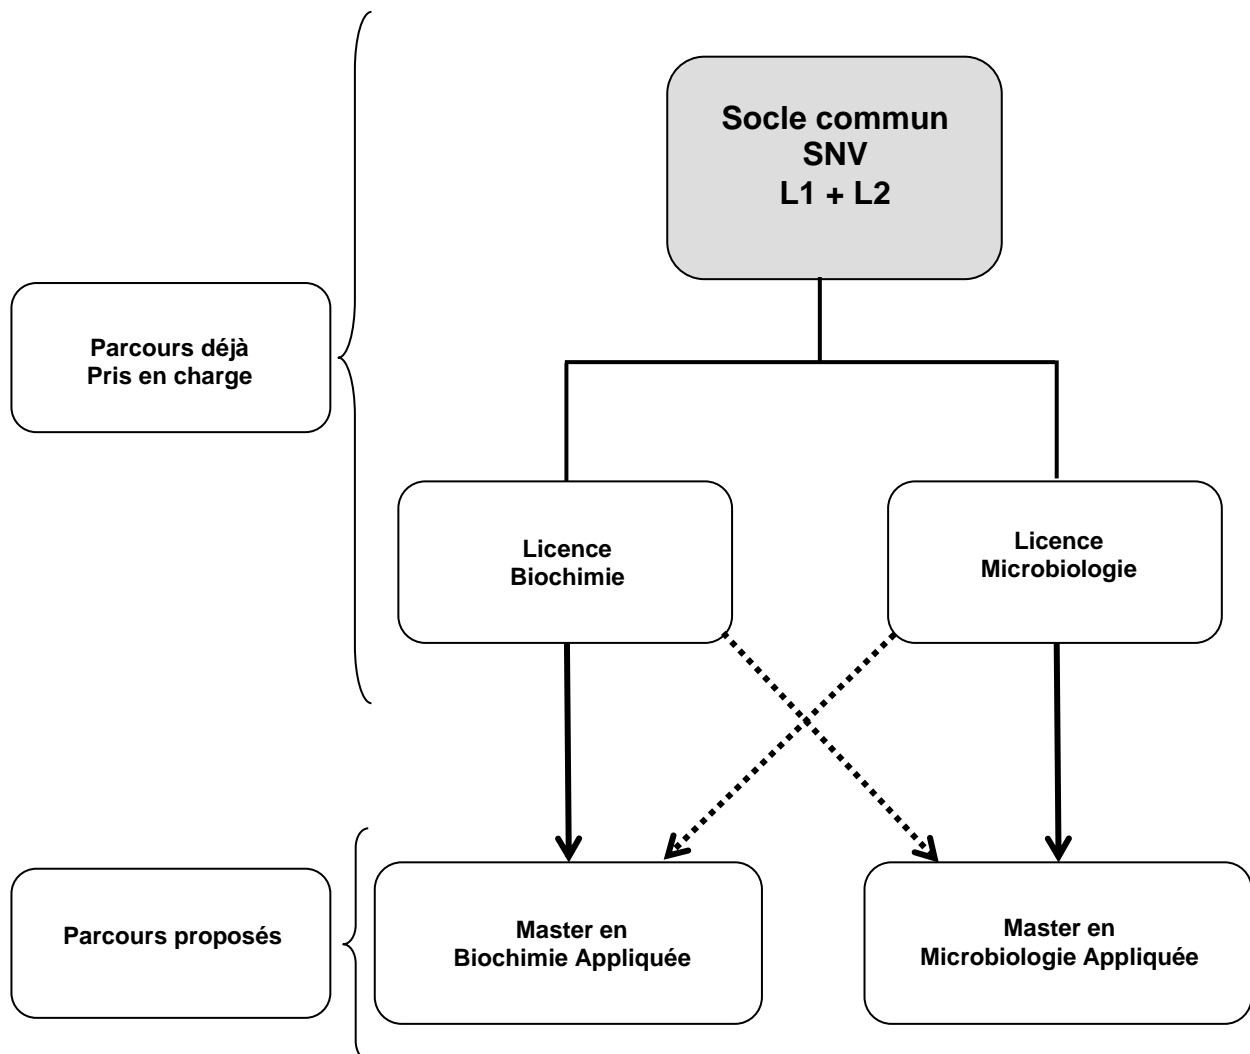 Socle commun
SNV
L1 + L2
Parcours déjà
Pris en charge
Licence
Biochimie
Licence
Microbiologie
Parcours proposés
Master en
Biochimie Appliquée
Master en
Microbiologie Appliquée